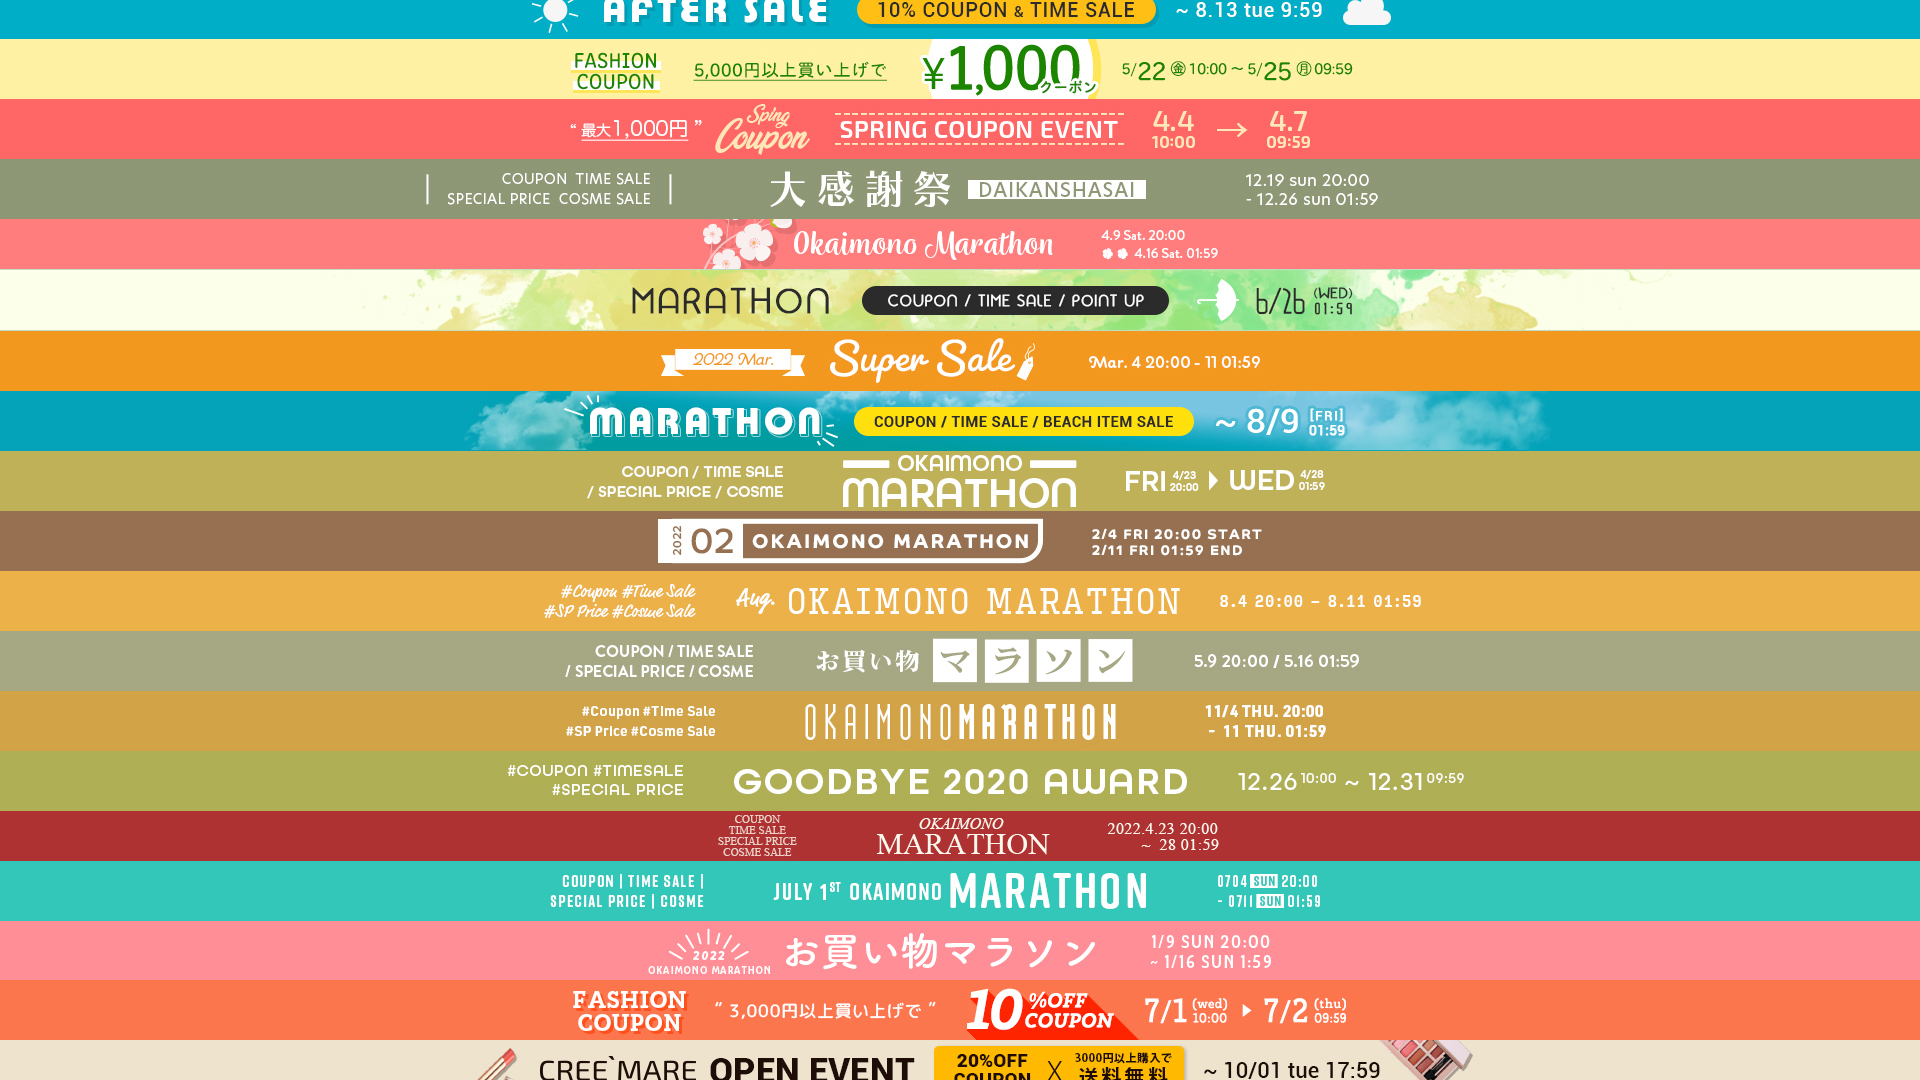 AFTER SALE 10% COUPON & TIME SALE ~ 8.13 tue 9:59
FASHION COUPON 5,000円以上買い上げで ¥1,000クーポン 5/22 金 10:00 ~ 5/25 月 09:59
“ 最大1,000円 ” Sping Coupon SPRING COUPON EVENT 4.4 10:00 → 4.7 09:59
COUPON TIME SALE
SPECIAL PRICE COSME SALE
大感謝祭 DAIKANSHASAI
12.19 sun 20:00
- 12.26 sun 01:59
Okaimono Marathon
4.9 Sat. 20:00
4.16 Sat. 01:59
MARATHON COUPON / TIME SALE / POINT UP 6/26 (WED) 01:59
2022 Mar. Super Sale Mar. 4 20:00 - 11 01:59
MARATHON COUPON / TIME SALE / BEACH ITEM SALE ~ 8/9 [FRI] 01:59
COUPON / TIME SALE
/ SPECIAL PRICE / COSME
OKAIMONO
MARATHON
FRI 4/23 20:00 WED 4/28 01:59
2022 02 OKAIMONO MARATHON
2/4 FRI 20:00 START
2/11 FRI 01:59 END
#Coupon #Time Sale
#SP Price #Cosme Sale
Aug. OKAIMONO MARATHON 8.4 20:00 – 8.11 01:59
COUPON / TIME SALE
/ SPECIAL PRICE / COSME
お買い物マラソン 5.9 20:00 / 5.16 01:59
#Coupon #Time Sale
#SP Price #Cosme Sale
OKAIMONOMARATHON
11/4 THU. 20:00
- 11 THU. 01:59
#COUPON #TIMESALE
#SPECIAL PRICE
GOODBYE 2020 AWARD 12.26 10:00 ~ 12.31 09:59
COUPON
TIME SALE
SPECIAL PRICE
COSME SALE
OKAIMONO
MARATHON
2022.4.23 20:00
~ 28 01:59
COUPON | TIME SALE |
SPECIAL PRICE | COSME
JULY 1ST OKAIMONO MARATHON
0704 SUN 20:00
- 0711 SUN 01:59
2022
OKAIMONO MARATHON
お買い物マラソン
1/9 SUN 20:00
~ 1/16 SUN 1:59
FASHION
COUPON
“ 3,000円以上買い上げで ” 10%OFF COUPON 7/1 (wed) 10:00 7/2 (thu) 09:59
CREE`MARE OPEN EVENT 20%OFF COUPON X 3000円以上購入で 送料無料 ~ 10/01 tue 17:59